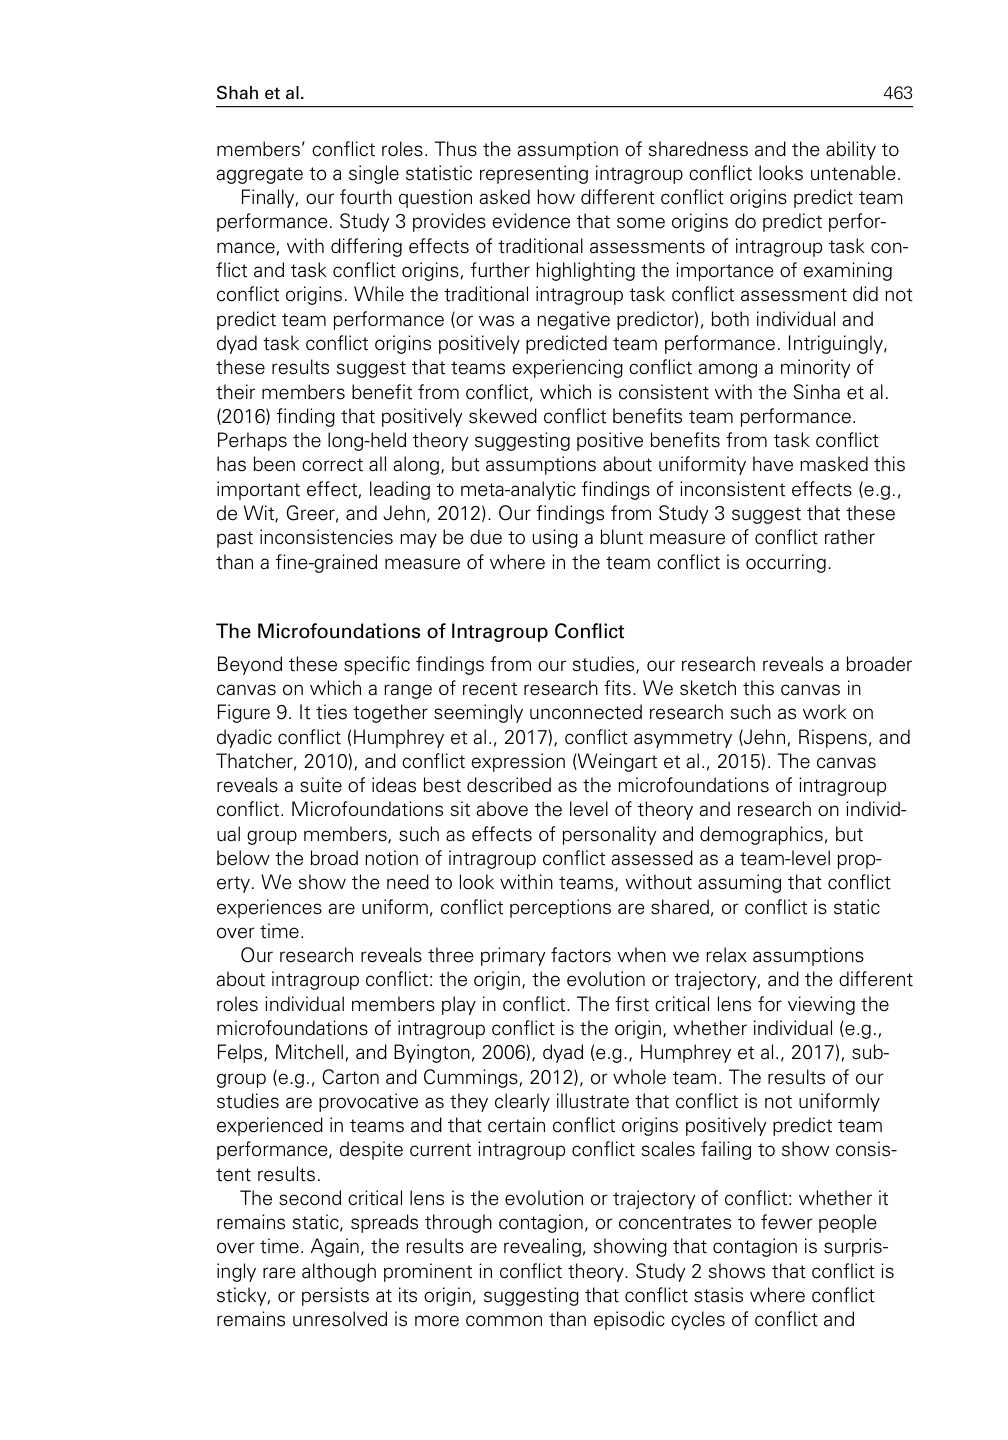 Shah et al. 463
members’ conflict roles. Thus the assumption of sharedness and the ability to
aggregate to a single statistic representing intragroup conflict looks untenable.
Finally, our fourth question asked how different conflict origins predict team
performance. Study 3 provides evidence that some origins do predict perfor-
mance, with differing effects of traditional assessments of intragroup task con-
flict and task conflict origins, further highlighting the importance of examining
conflict origins. While the traditional intragroup task conflict assessment did not
predict team performance (or was a negative predictor), both individual and
dyad task conflict origins positively predicted team performance. Intriguingly,
these results suggest that teams experiencing conflict among a minority of
their members benefit from conflict, which is consistent with the Sinha et al.
(2016) finding that positively skewed conflict benefits team performance.
Perhaps the long-held theory suggesting positive benefits from task conflict
has been correct all along, but assumptions about uniformity have masked this
important effect, leading to meta-analytic findings of inconsistent effects (e.g.,
de Wit, Greer, and Jehn, 2012). Our findings from Study 3 suggest that these
past inconsistencies may be due to using a blunt measure of conflict rather
than a fine-grained measure of where in the team conflict is occurring.
The Microfoundations of Intragroup Conflict
Beyond these specific findings from our studies, our research reveals a broader
canvas on which a range of recent research fits. We sketch this canvas in
Figure 9. It ties together seemingly unconnected research such as work on
dyadic conflict (Humphrey et al., 2017), conflict asymmetry (Jehn, Rispens, and
Thatcher, 2010), and conflict expression (Weingart et al., 2015). The canvas
reveals a suite of ideas best described as the microfoundations of intragroup
conflict. Microfoundations sit above the level of theory and research on individ-
ual group members, such as effects of personality and demographics, but
below the broad notion of intragroup conflict assessed as a team-level prop-
erty. We show the need to look within teams, without assuming that conflict
experiences are uniform, conflict perceptions are shared, or conflict is static
over time.
Our research reveals three primary factors when we relax assumptions
about intragroup conflict: the origin, the evolution or trajectory, and the different
roles individual members play in conflict. The first critical lens for viewing the
microfoundations of intragroup conflict is the origin, whether individual (e.g.,
Felps, Mitchell, and Byington, 2006), dyad (e.g., Humphrey et al., 2017), sub-
group (e.g., Carton and Cummings, 2012), or whole team. The results of our
studies are provocative as they clearly illustrate that conflict is not uniformly
experienced in teams and that certain conflict origins positively predict team
performance, despite current intragroup conflict scales failing to show consis-
tent results.
The second critical lens is the evolution or trajectory of conflict: whether it
remains static, spreads through contagion, or concentrates to fewer people
over time. Again, the results are revealing, showing that contagion is surpris-
ingly rare although prominent in conflict theory. Study 2 shows that conflict is
sticky, or persists at its origin, suggesting that conflict stasis where conflict
remains unresolved is more common than episodic cycles of conflict and